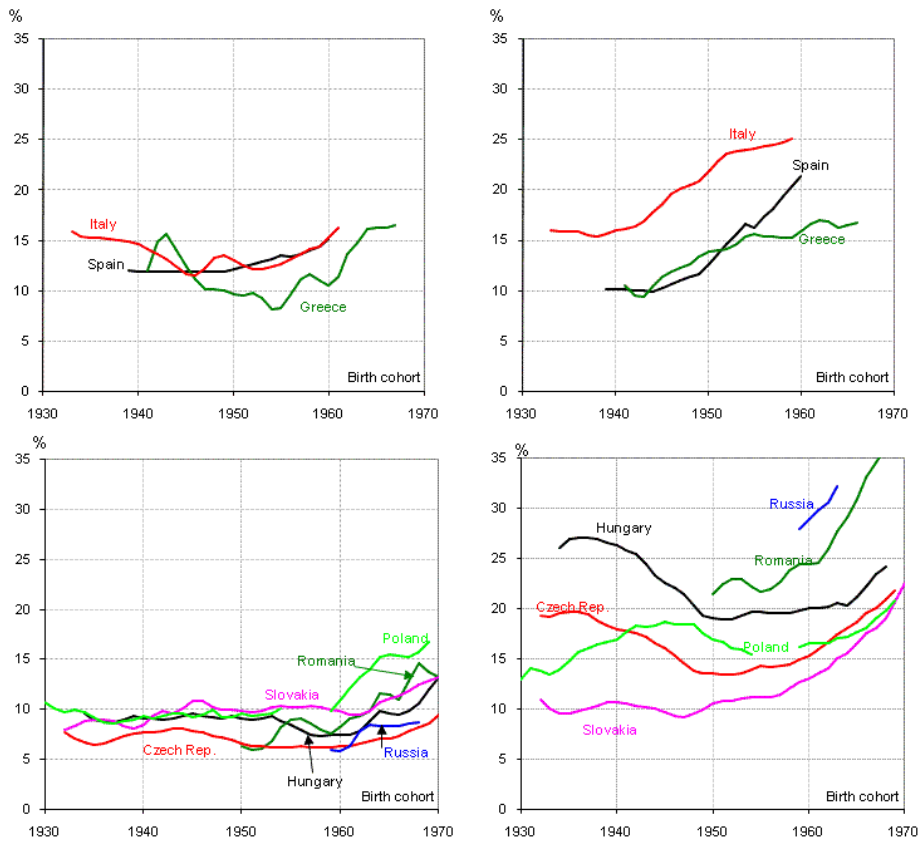 %
35
30
25
20
15
10
5
0
Italy
Spain
Greece
Birth cohort
1930 1940 1950 1960 1970
%
35
30
25
20
15
10
5
0
Italy
Spain
Greece
Birth cohort
1930 1940 1950 1960 1970
%
35
30
25
20
15
10
5
0
Poland
Romania
Slovakia
Czech Rep.
Russia
Hungary
Birth cohort
1930 1940 1950 1960 1970
%
35
30
25
20
15
10
5
0
Russia
Hungary
Romania
Czech Rep.
Poland
Slovakia
Birth cohort
1930 1940 1950 1960 1970